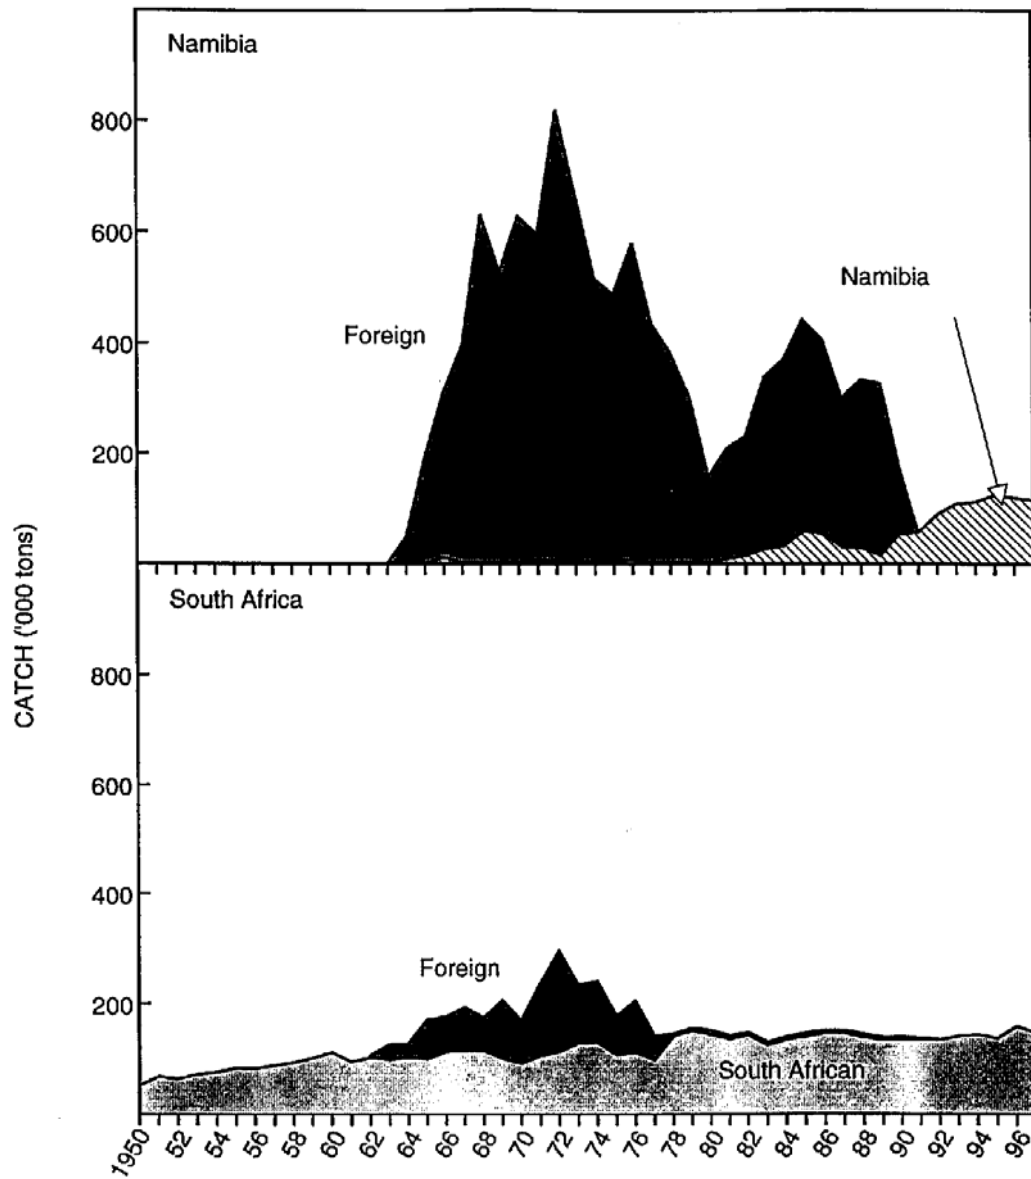 Namibia
800
600
400
200
Foreign
Namibia
CATCH ('000 tons)
South Africa
800
600
400
200
Foreign
South African
1950 52 54 56 58 60 62 64 66 68 70 72 74 76 78 80 82 84 86 88 90 92 94 96